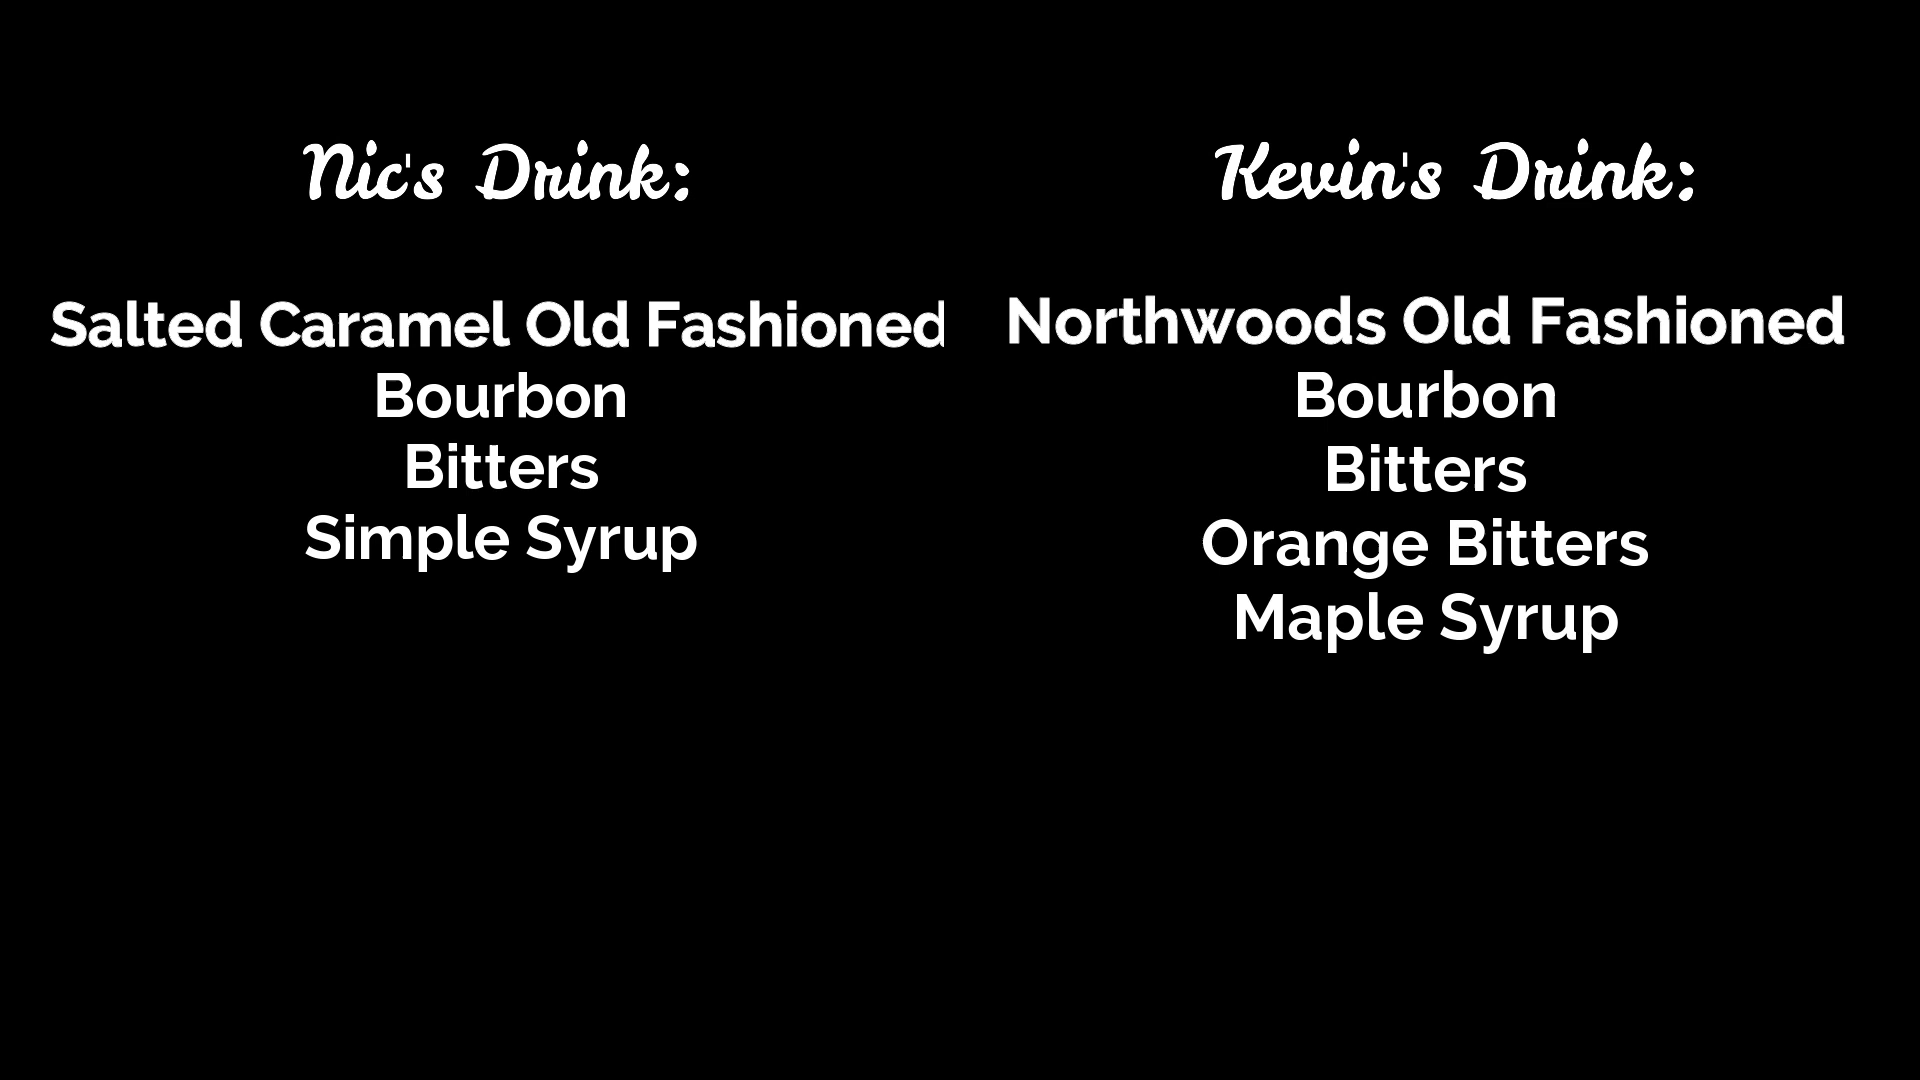 Nic's Drink:
Salted Caramel Old Fashioned
Bourbon
Bitters
Simple Syrup
Kevin's Drink:
Northwoods Old Fashioned
Bourbon
Bitters
Orange Bitters
Maple Syrup